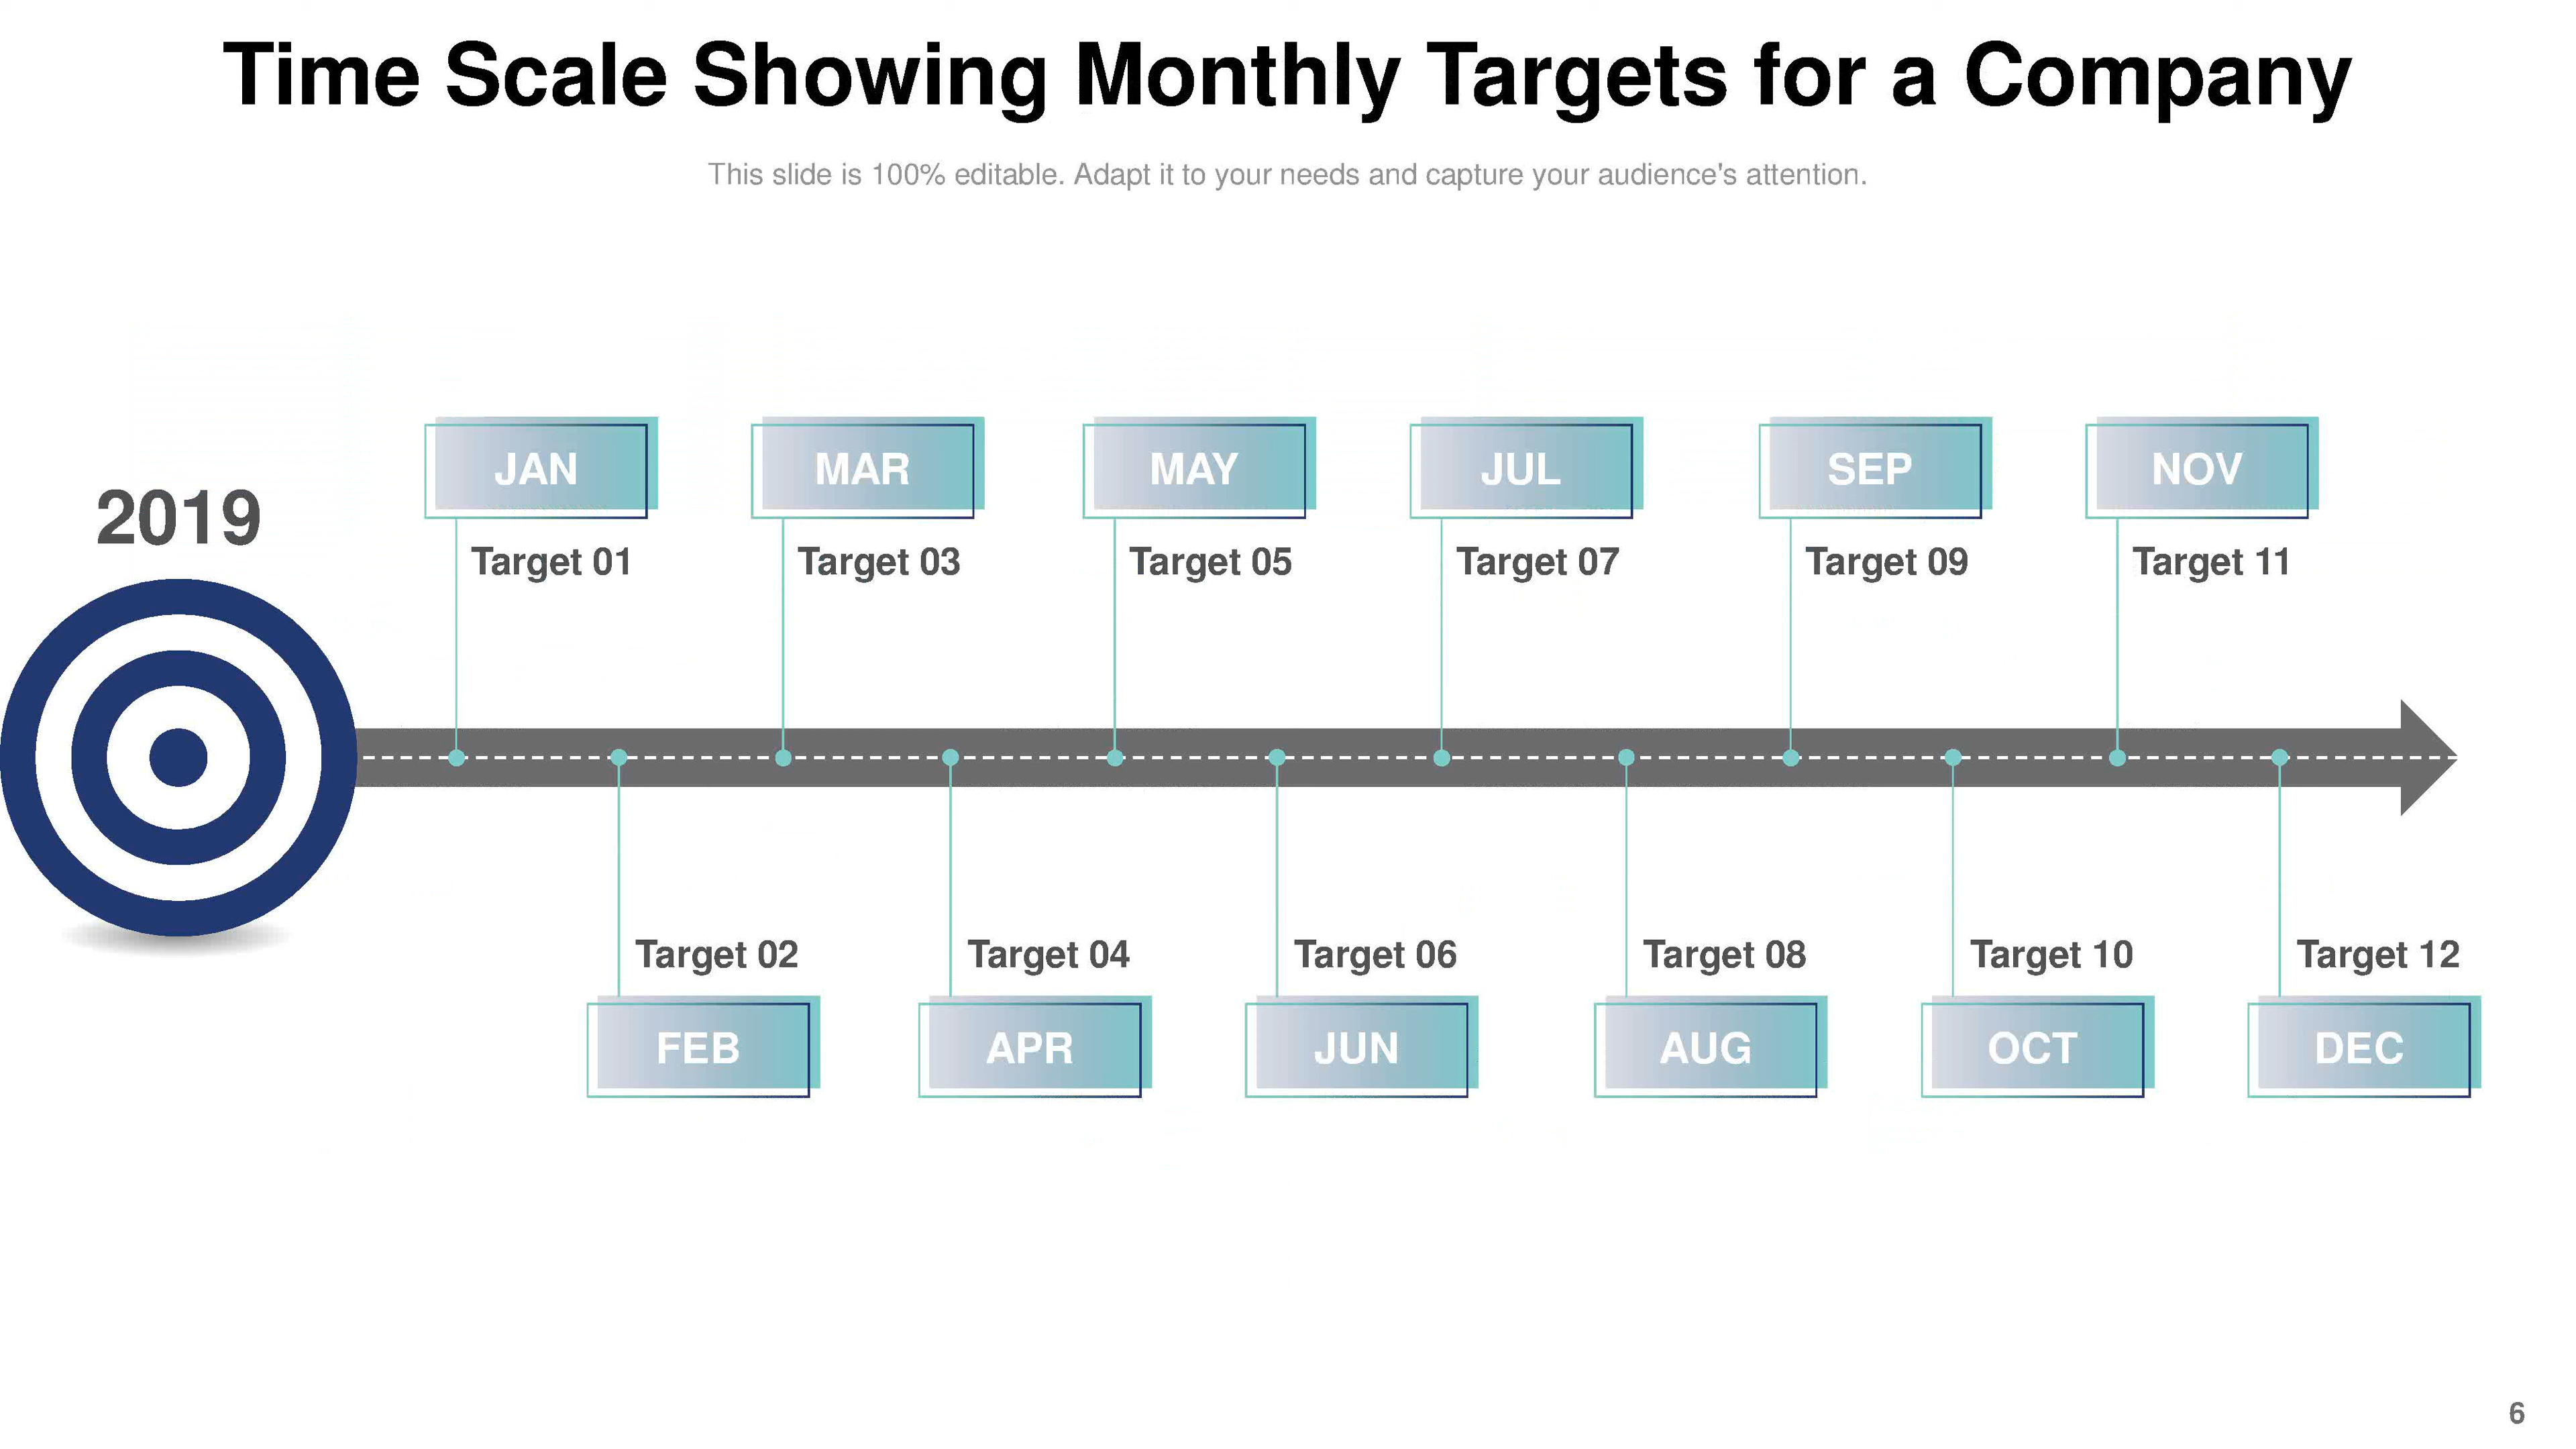 Time Scale Showing Monthly Targets for a Company
This slide is 100% editable. Adapt it to your needs and capture your audience's attention.
2019
JAN
Target 01
MAR
Target 03
MAY
Target 05
JUL
Target 07
SEP
Target 09
NOV
Target 11
Target 02
FEB
Target 04
APR
Target 06
JUN
Target 08
AUG
Target 10
OCT
Target 12
DEC
6